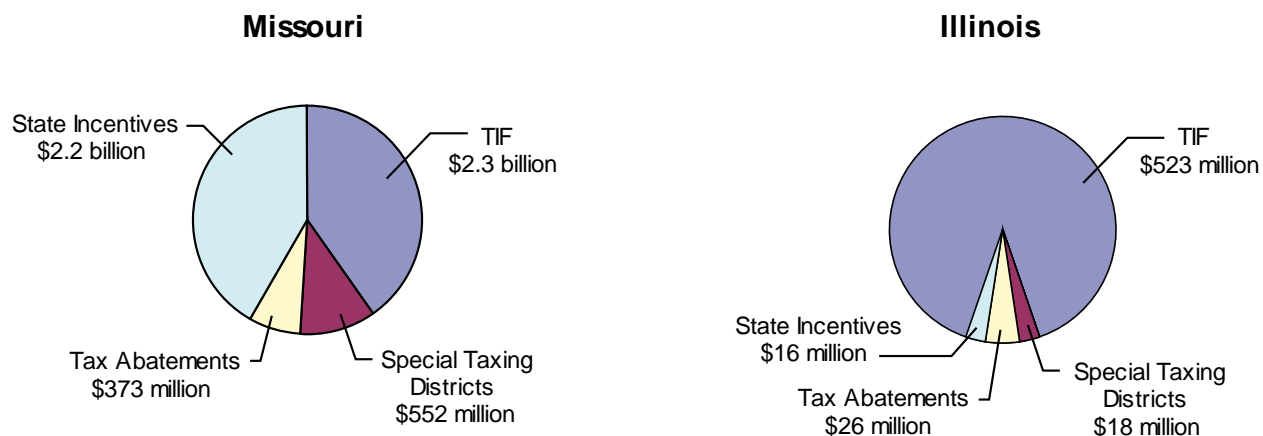 Missouri
State Incentives
$2.2 billion
TIF
$2.3 billion
Tax Abatements
$373 million
Special Taxing
Districts
$552 million
Illinois
TIF
$523 million
State Incentives
$16 million
Tax Abatements
$26 million
Special Taxing
Districts
$18 million